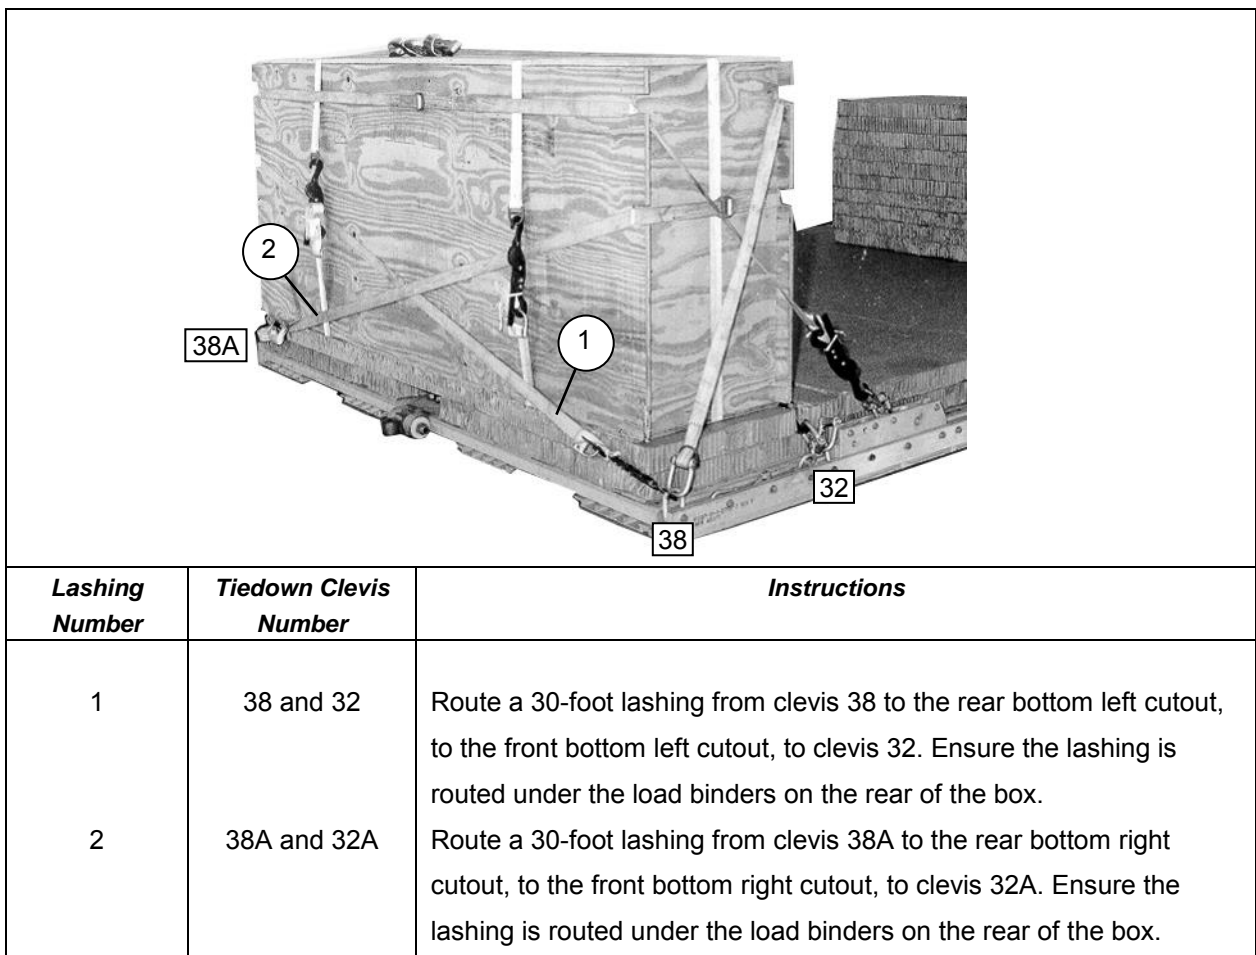 2
1
38A
32
38
Lashing Number
Tiedown Clevis Number
Instructions
1
38 and 32
Route a 30-foot lashing from clevis 38 to the rear bottom left cutout,
to the front bottom left cutout, to clevis 32. Ensure the lashing is
routed under the load binders on the rear of the box.
2
38A and 32A
Route a 30-foot lashing from clevis 38A to the rear bottom right
cutout, to the front bottom right cutout, to clevis 32A. Ensure the
lashing is routed under the load binders on the rear of the box.